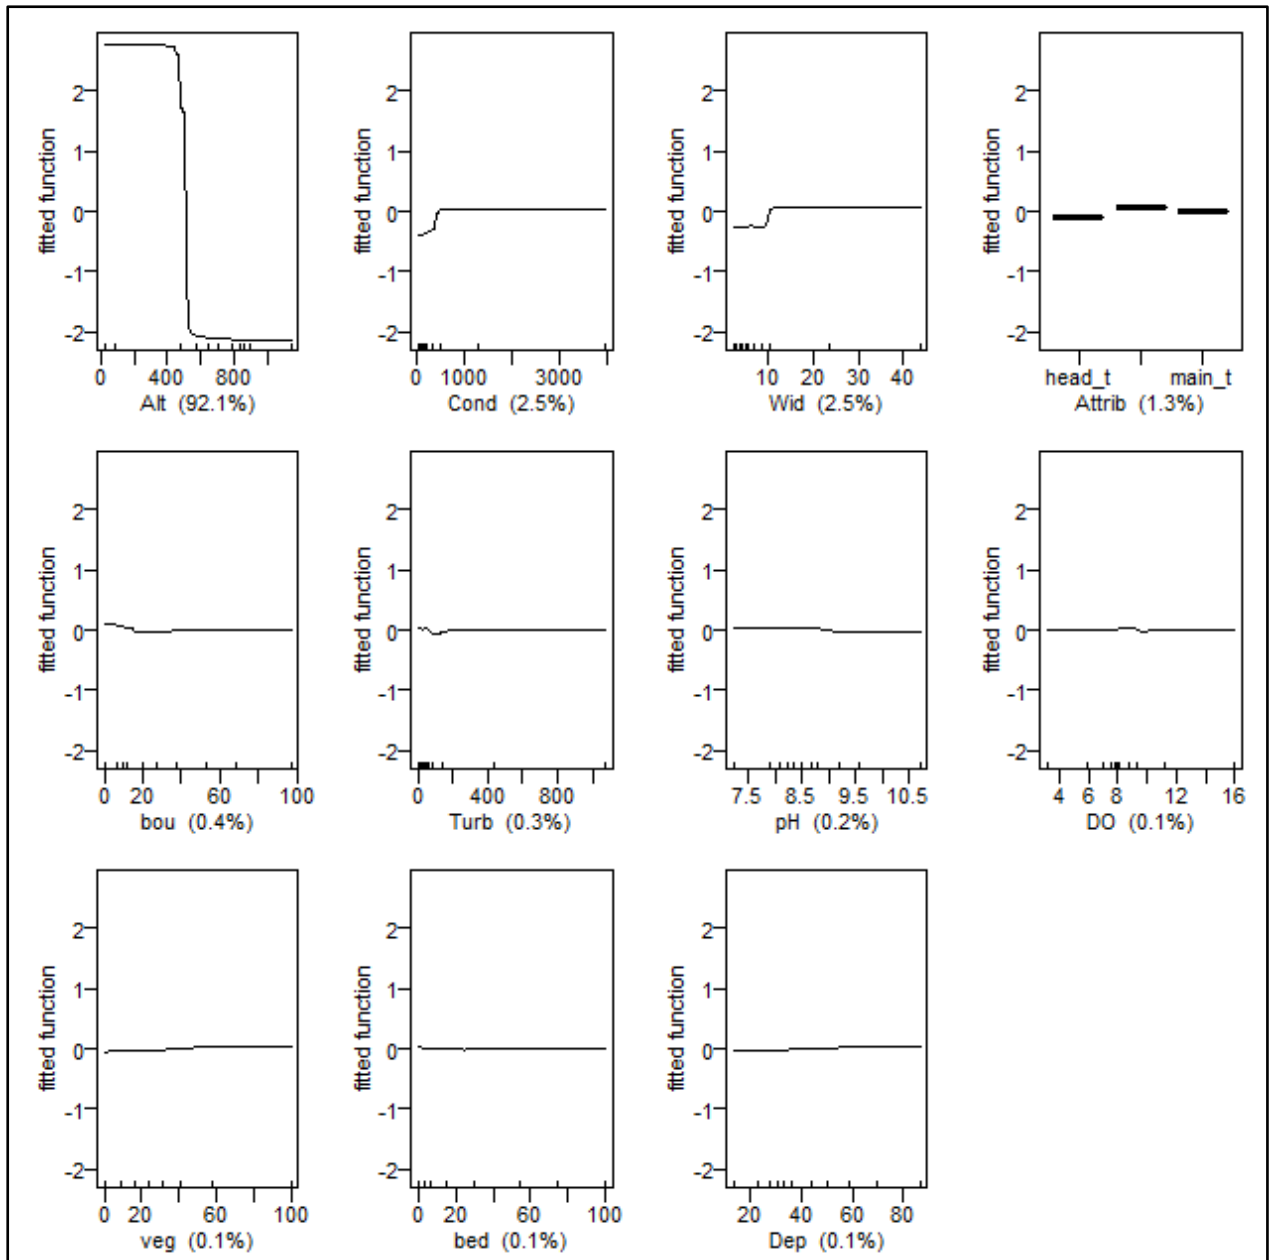 fitted function
2
1
0
-1
-2
0 400 800
Alt (92.1%)
fitted function
2
1
0
-1
-2
0 1000 3000
Cond (2.5%)
fitted function
2
1
0
-1
-2
10 20 30 40
Wid (2.5%)
fitted function
2
1
0
-1
-2
head_t main_t
Attrib (1.3%)
fitted function
2
1
0
-1
-2
0 20 60 100
bou (0.4%)
fitted function
2
1
0
-1
-2
0 400 800
Turb (0.3%)
fitted function
2
1
0
-1
-2
7.5 8.5 9.5 10.5
pH (0.2%)
fitted function
2
1
0
-1
-2
4 6 8 12 16
DO (0.1%)
fitted function
2
1
0
-1
-2
0 20 60 100
veg (0.1%)
fitted function
2
1
0
-1
-2
0 20 60 100
bed (0.1%)
fitted function
2
1
0
-1
-2
20 40 60 80
Dep (0.1%)